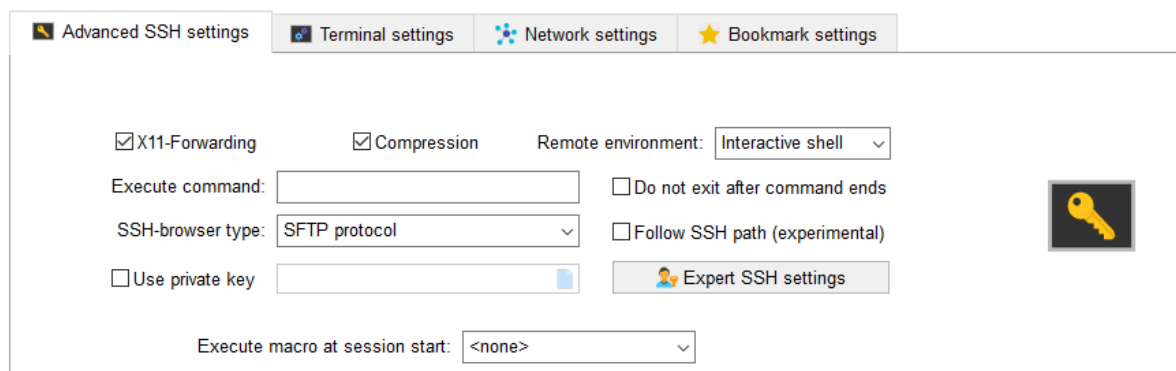 Advanced SSH settings Terminal settings Network settings Bookmark settings
X11-Forwarding Compression Remote environment: Interactive shell
Execute command: Do not exit after command ends
SSH-browser type: SFTP protocol Follow SSH path (experimental)
Use private key Expert SSH settings
Execute macro at session start: <none>